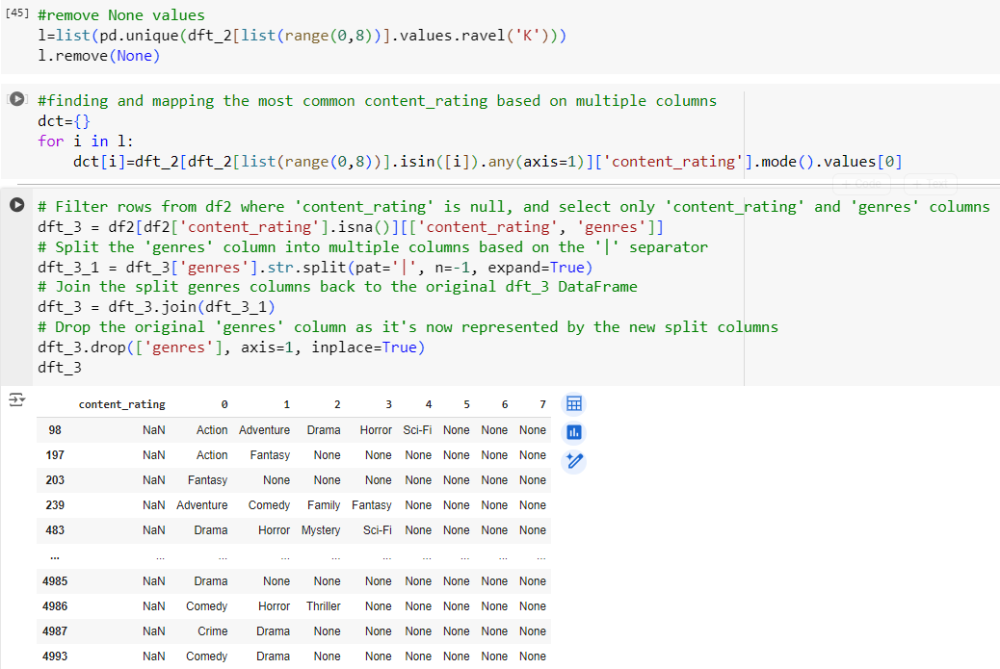 [45] #remove None values
l=list(pd.unique(dft_2[list(range(0,8))].values.ravel('K')))
l.remove(None)
#finding and mapping the most common content_rating based on multiple columns
dct={}
for i in l:
dct[i]=dft_2[dft_2[list(range(0,8))].isin([i]).any(axis=1)]['content_rating'].mode().values[0]
+ Code + Text
# Filter rows from df2 where 'content_rating' is null, and select only 'content_rating' and 'genres' columns
dft_3 = df2[df2['content_rating'].isna()][['content_rating', 'genres']]
# Split the 'genres' column into multiple columns based on the '|' separator
dft_3_1 = dft_3['genres'].str.split(pat='|', n=-1, expand=True)
# Join the split genres columns back to the original dft_3 DataFrame
dft_3 = dft_3.join(dft_3_1)
# Drop the original 'genres' column as it's now represented by the new split columns
dft_3.drop(['genres'], axis=1, inplace=True)
dft_3
content_rating 0 1 2 3 4 5 6 7
98 NaN Action Adventure Drama Horror Sci-Fi None None None
197 NaN Action Fantasy None None None None None None
203 NaN Fantasy None None None None None None None
239 NaN Adventure Comedy Family Fantasy None None None None
483 NaN Drama Horror Mystery Sci-Fi None None None None
... ... ... ... ... ... ... ... ... ...
4985 NaN Drama None None None None None None None
4986 NaN Comedy Horror Thriller None None None None None
4987 NaN Crime Drama None None None None None None
4993 NaN Comedy Drama None None None None None None